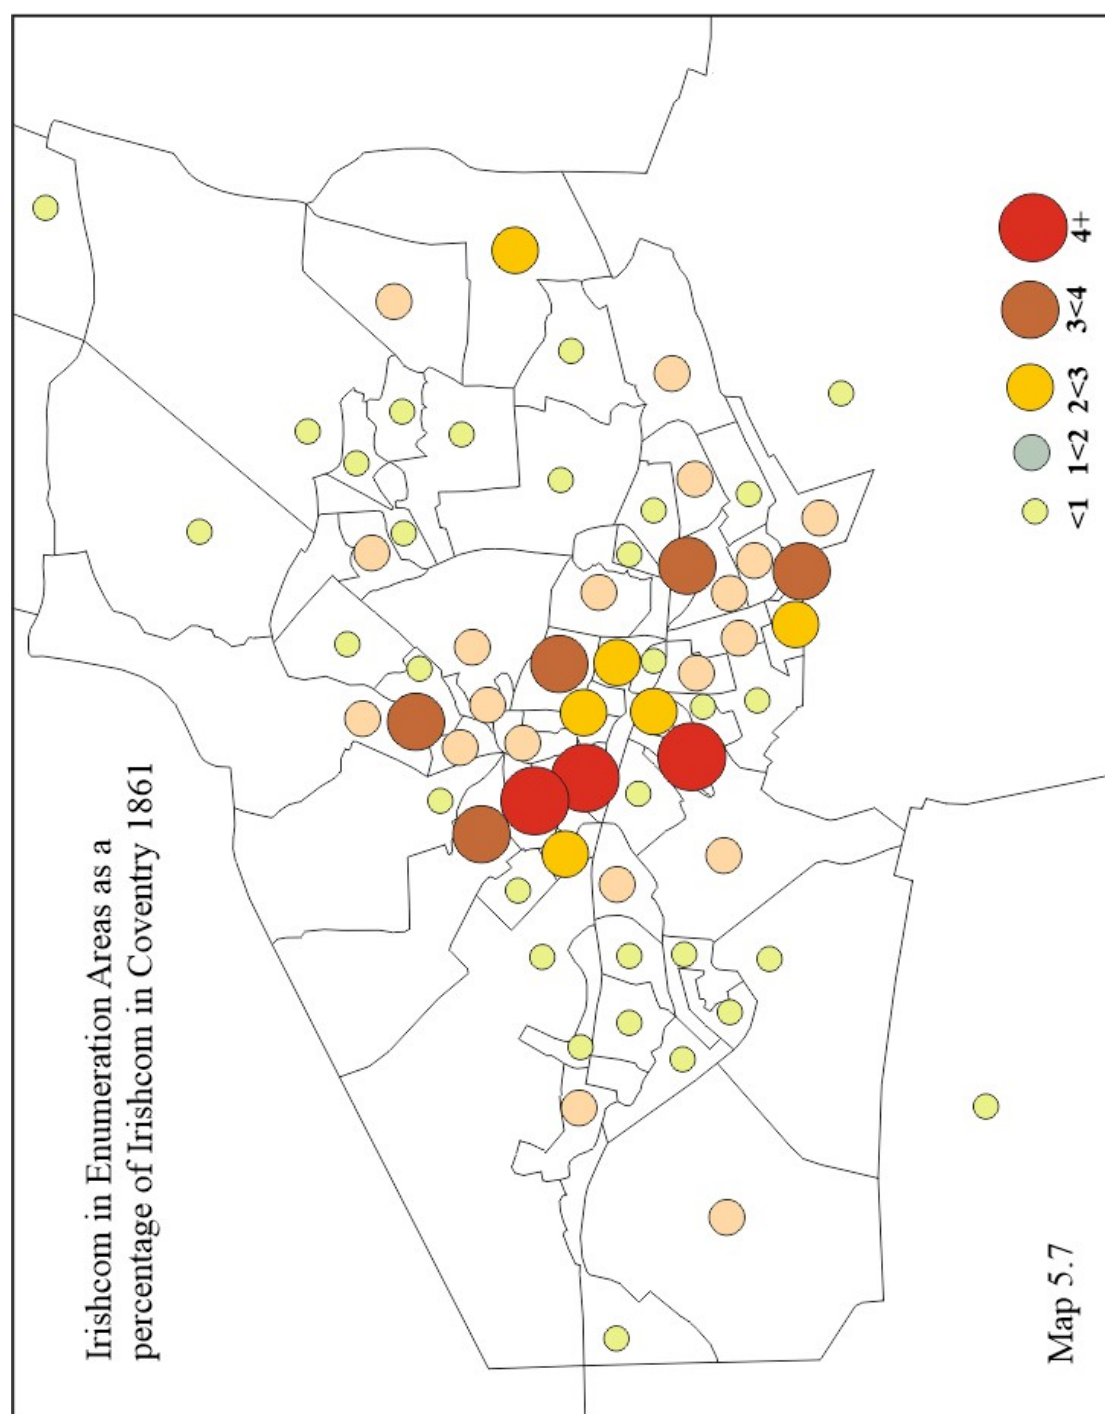 Irishcom in Enumeration Areas as a
percentage of Irishcom in Coventry 1861
<1 1<2 2<3 3<4 4+
Map 5.7